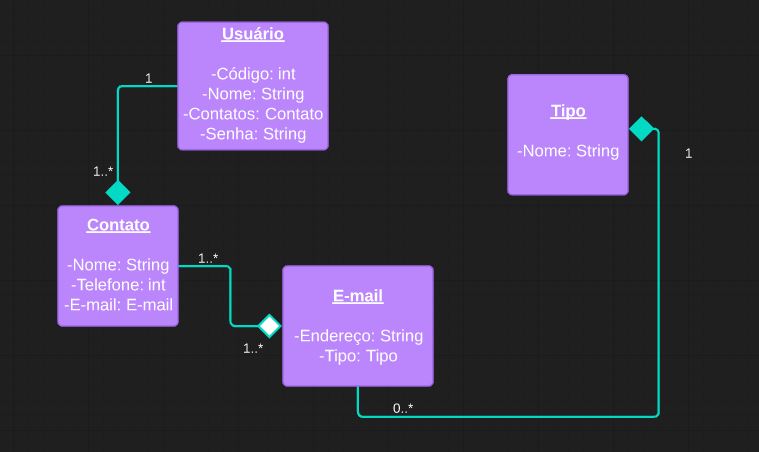 Usuário
-Código: int
-Nome: String
-Contatos: Contato
-Senha: String
1
1..*
Tipo
-Nome: String
1
Contato
-Nome: String
-Telefone: int
-E-mail: E-mail
1..*
1..*
E-mail
-Endereço: String
-Tipo: Tipo
0..*